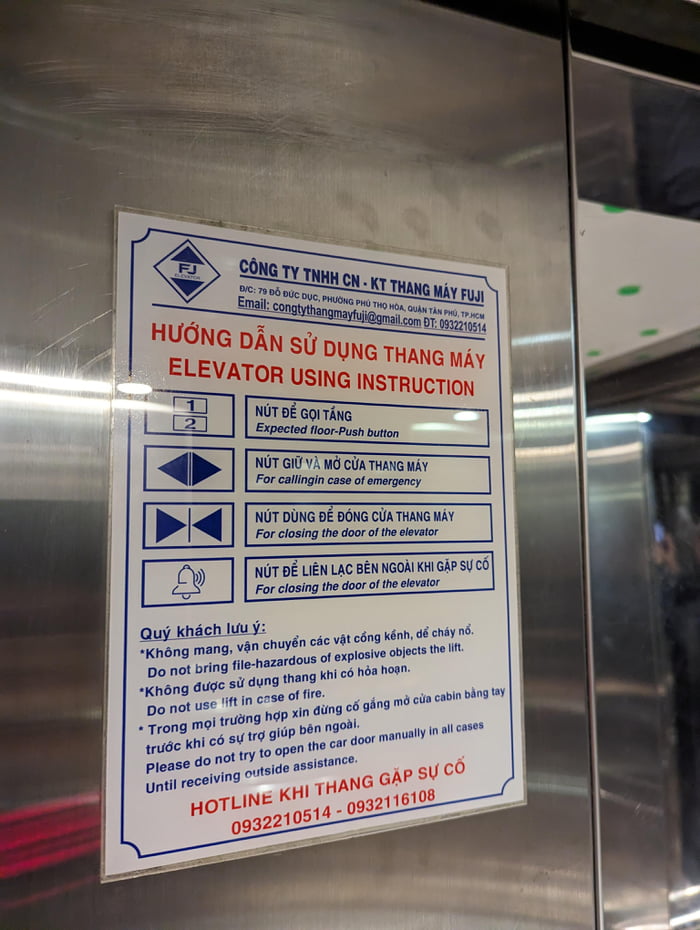 FJ
ELEVATOR
CÔNG TY TNHH CN - KT THANG MÁY FUJI
Đ/C: 79 ĐỖ ĐỨC DỤC, PHƯỜNG PHÚ THỌ HÒA, QUẬN TÂN PHÚ, TP.HCM
Email: congtythangmayfuji@gmail.com ĐT: 0932210514
HƯỚNG DẪN SỬ DỤNG THANG MÁY
ELEVATOR USING INSTRUCTION
1
2
NÚT ĐỂ GỌI TẦNG
Expected floor-Push button
NÚT GIỮ VÀ MỞ CỬA THANG MÁY
For callingin case of emergency
NÚT DÙNG ĐỂ ĐÓNG CỬA THANG MÁY
For closing the door of the elevator
NÚT ĐỂ LIÊN LẠC BÊN NGOÀI KHI GẶP SỰ CỐ
For closing the door of the elevator
Quý khách lưu ý:
*Không mang, vận chuyển các vật cồng kềnh, dể cháy nổ.
Do not bring file-hazardous of explosive objects the lift.
*Không được sử dụng thang khi có hỏa hoạn.
Do not use lift in case of fire.
* Trong mọi trường hợp xin đừng cố gắng mở cửa cabin bằng tay
trước khi có sự trợ giúp bên ngoài.
Please do not try to open the car door manually in all cases
Until receiving outside assistance.
HOTLINE KHI THANG GẶP SỰ CỐ
0932210514 - 0932116108